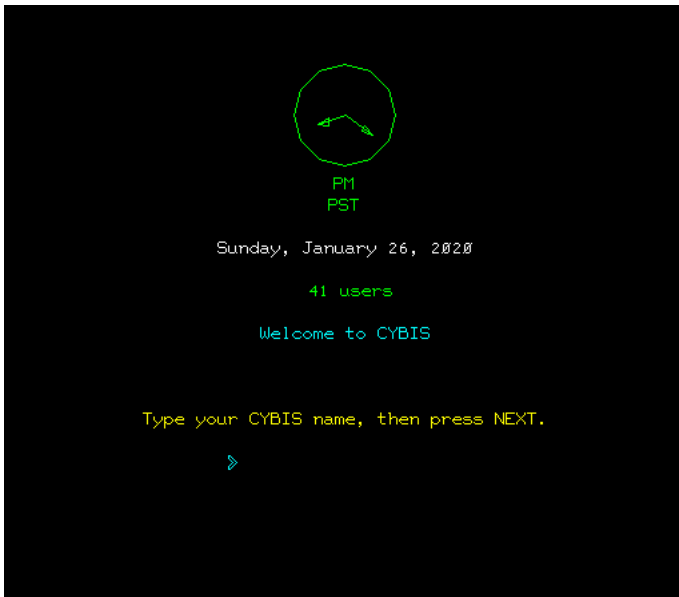 PM
PST
Sunday, January 26, 2020
41 users
Welcome to CYBIS
Type your CYBIS name, then press NEXT.